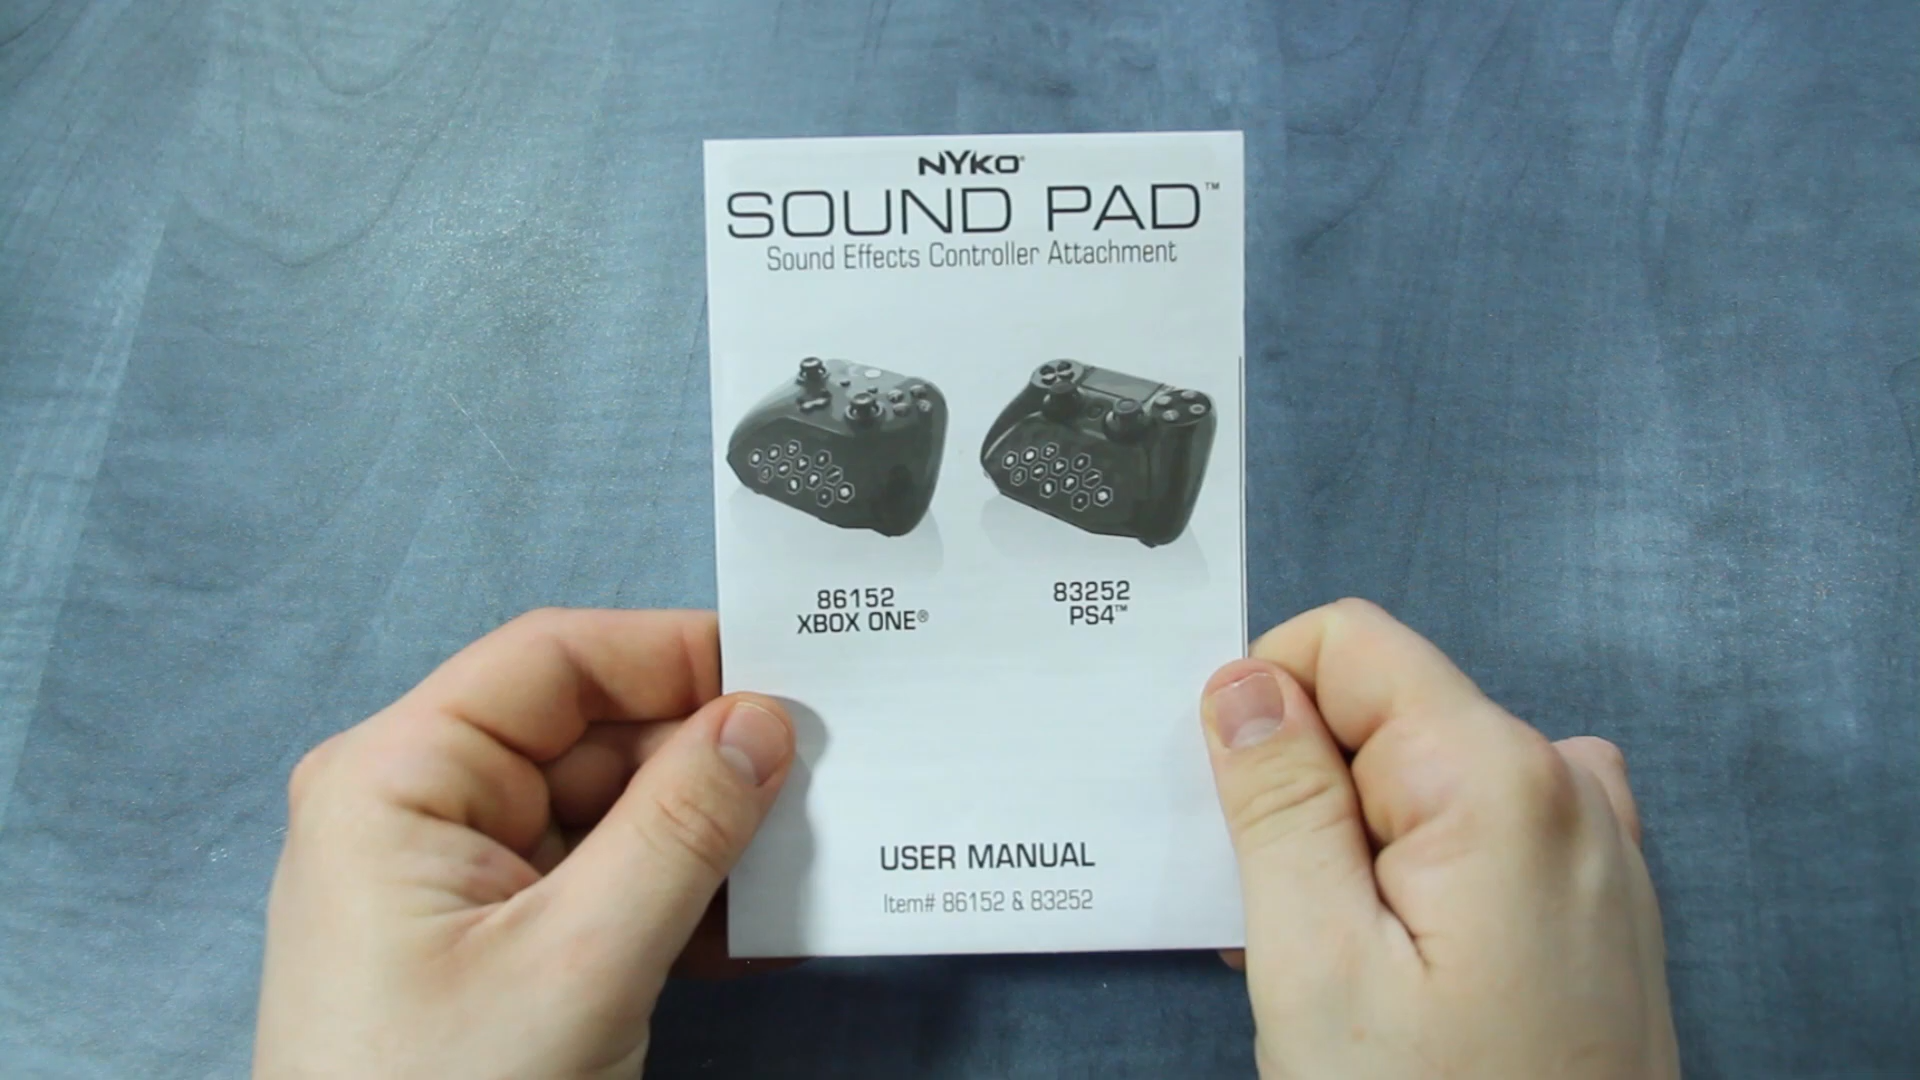 NYKO®
SOUND PAD™
Sound Effects Controller Attachment
86152
XBOX ONE®
83252
PS4™
USER MANUAL
Item# 86152 & 83252